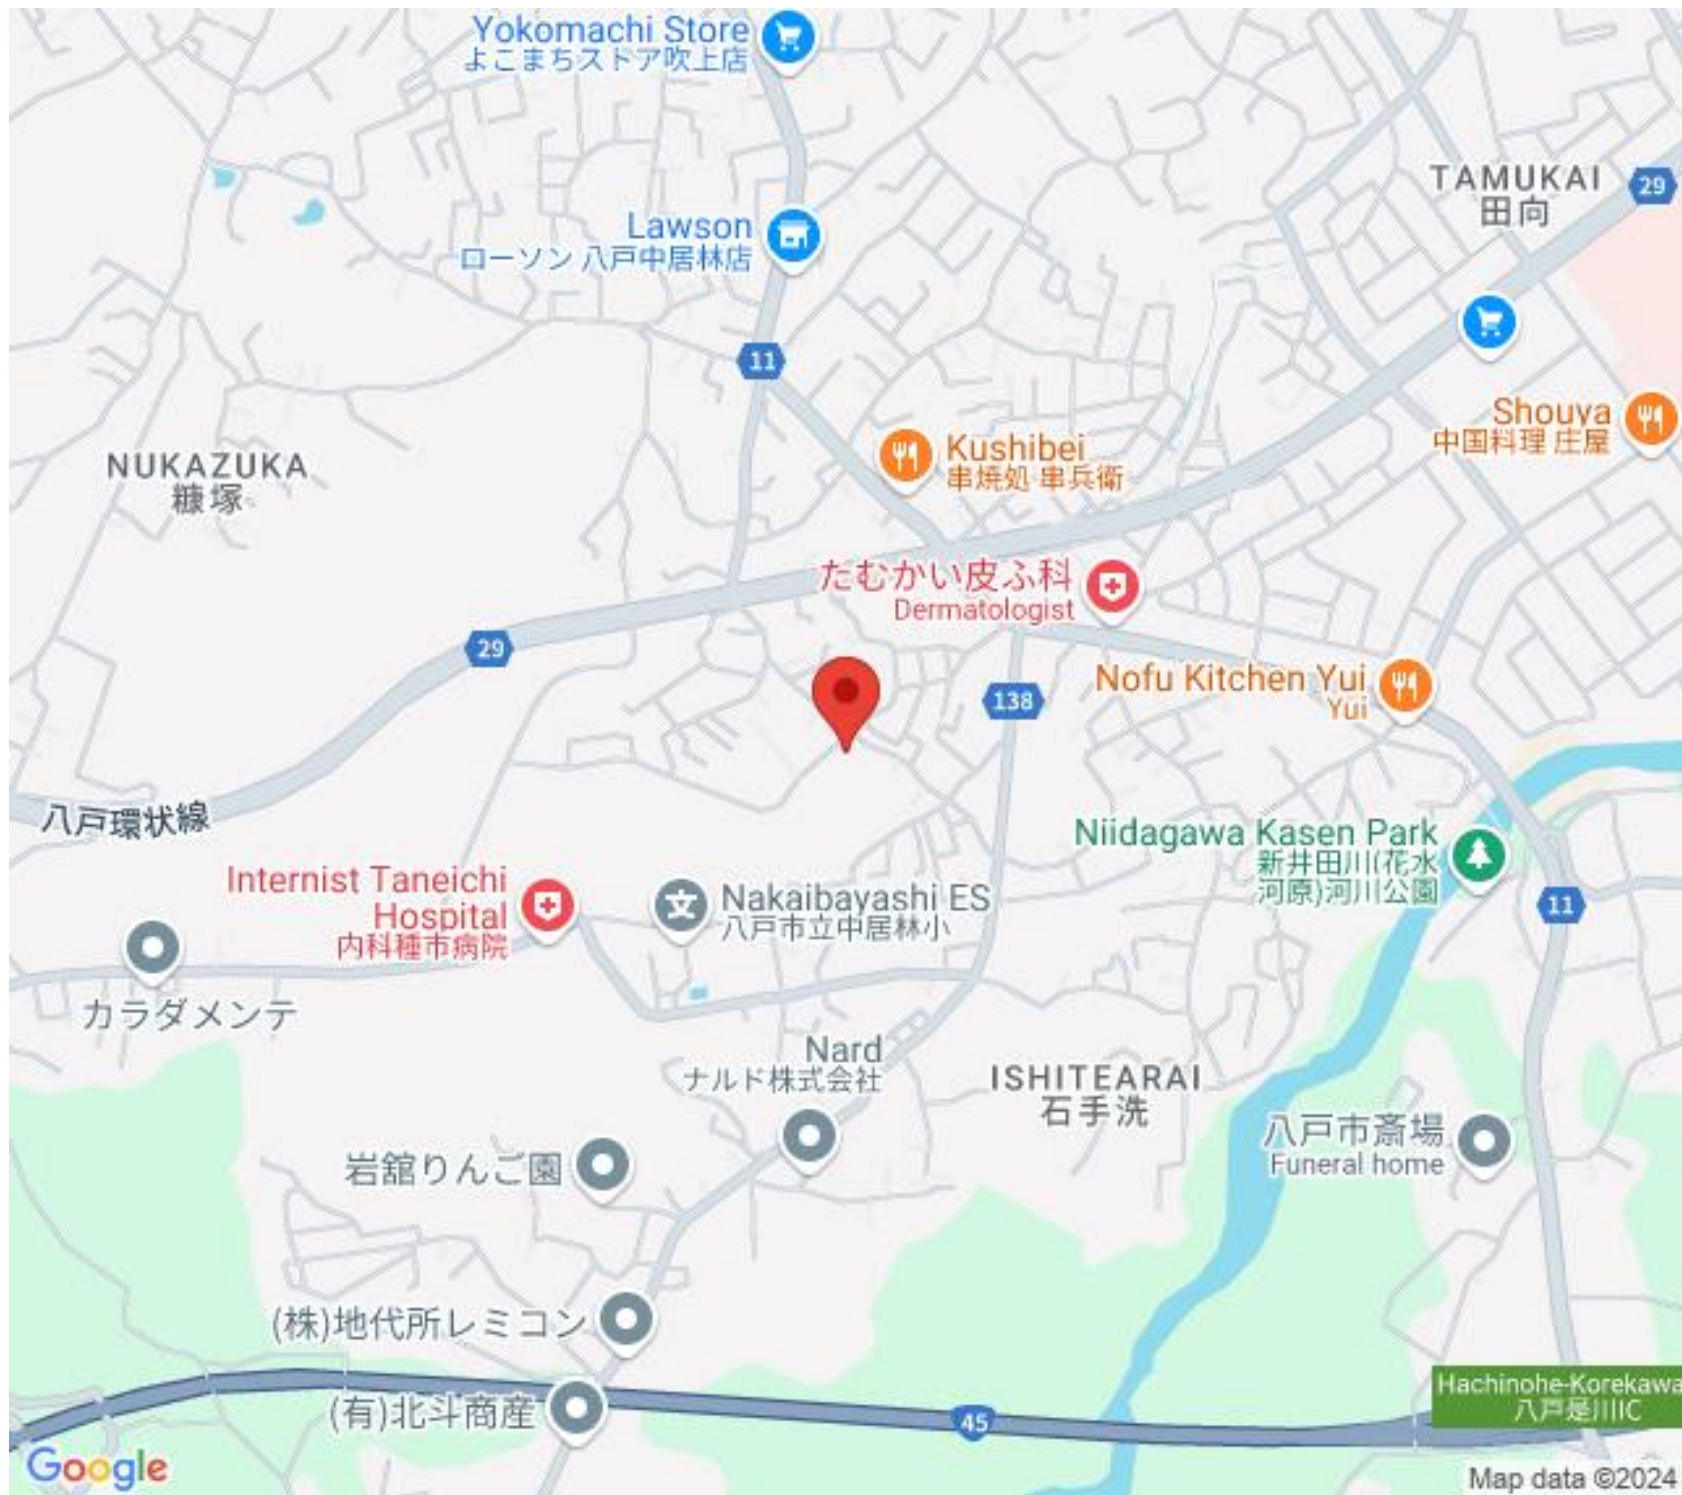 Yokomachi Store
よこまちストア吹上店
TAMUKAI
田向
29
Lawson
ローソン 八戸中居林店
11
Shouya
中国料理 庄屋
Kushibei
串焼処 串兵衛
NUKAZUKA
糠塚
たむかい皮ふ科
Dermatologist
29
138
Nofu Kitchen Yui
Yui
八戸環状線
Niidagawa Kasen Park
新井田川(花水
河原)河川公園
11
Internist Taneichi
Hospital
内科種市病院
文
Nakaibayashi ES
八戸市立中居林小
カラダメンテ
Nard
ナルド株式会社
ISHITEARAI
石手洗
八戸市斎場
Funeral home
岩舘りんご園
(株)地代所レミコン
(有)北斗商産
45
Hachinohe-Korekawa
八戸是川IC
Google
Map data ©2024